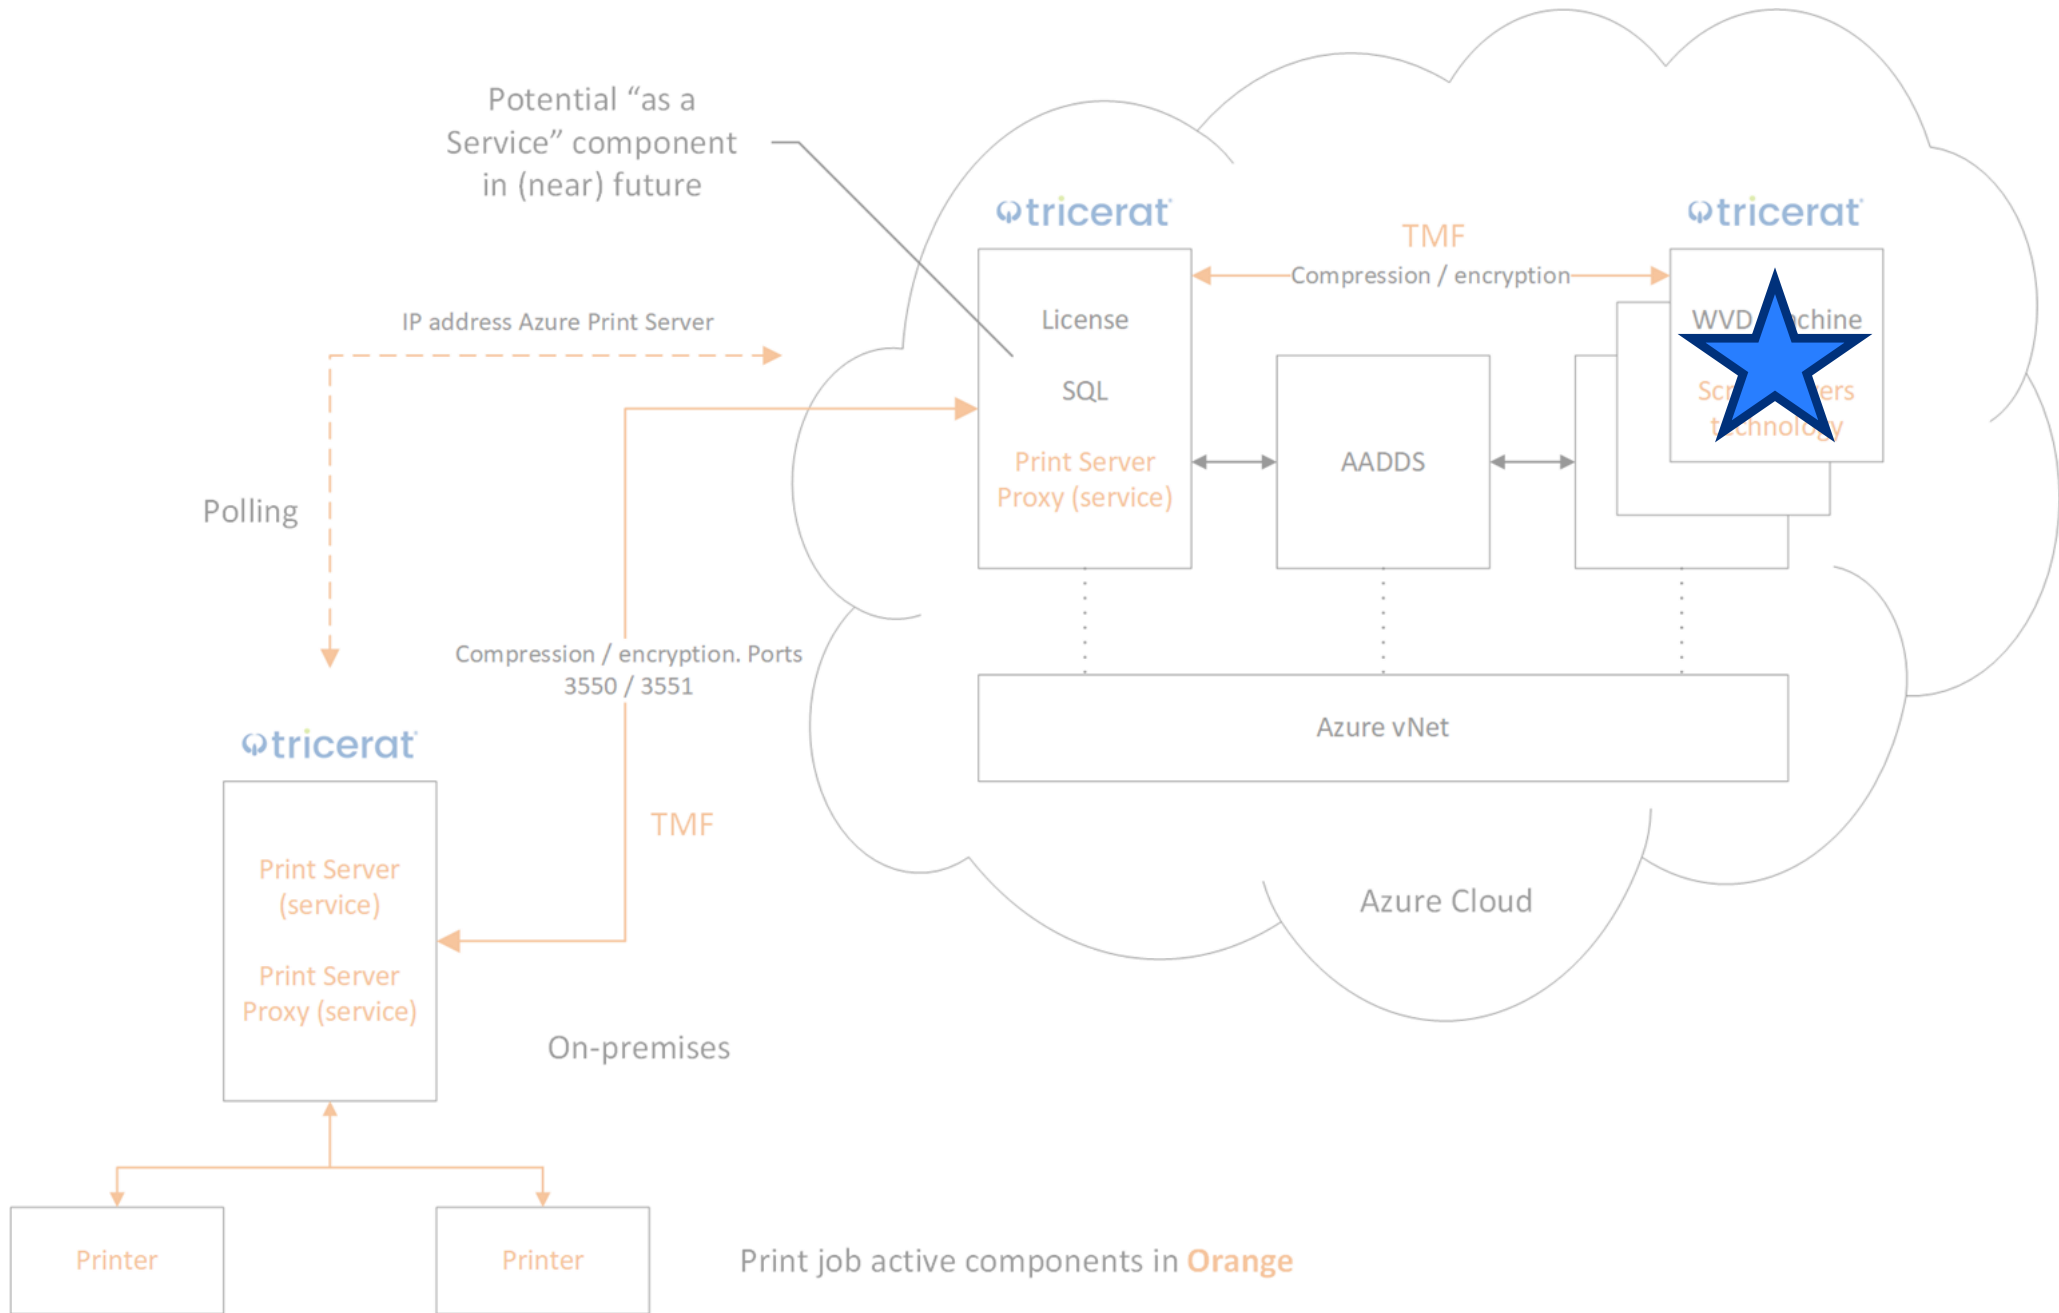 Potential “as a
Service” component
in (near) future
tricerat
tricerat
TMF
Compression / encryption
IP address Azure Print Server
License
WVD
SQL
technology
Print Server
Proxy (service)
AADDS
Polling
Compression / encryption. Ports
3550 / 3551
Azure vNet
tricerat
TMF
Print Server
(service)
Azure Cloud
Print Server
Proxy (service)
On-premises
Printer
Printer
Print job active components in Orange